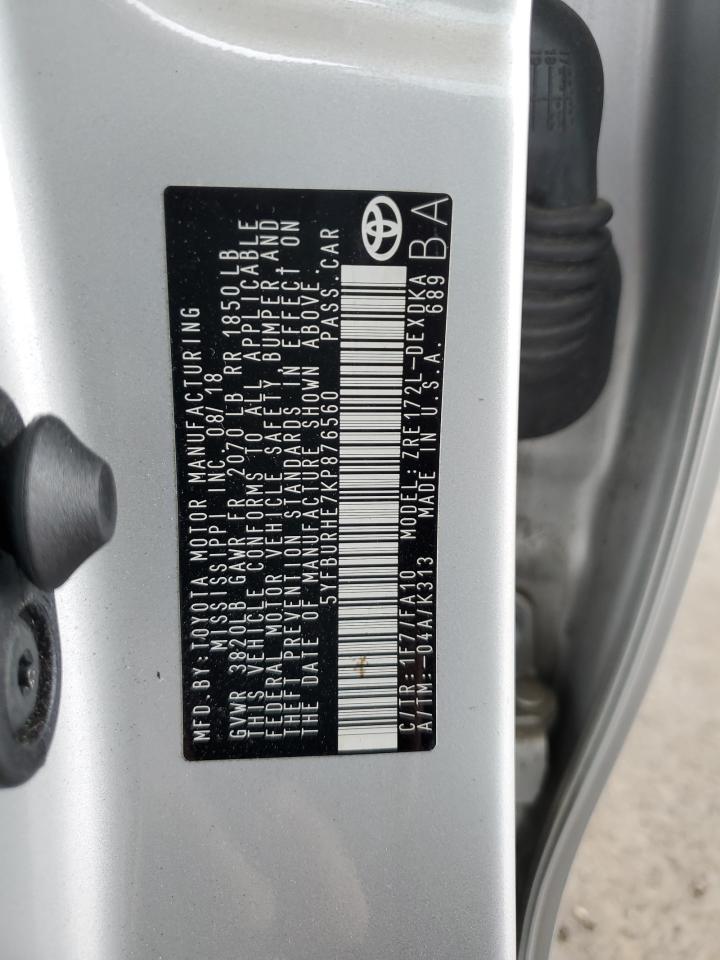 MFD. BY: TOYOTA MOTOR MANUFACTURING
MISSISSIPPI INC. 08/18
GVWR 3820LB GAWR FR 2070 LB RR 1850 LB
THIS VEHICLE CONFORMS TO ALL APPLICABLE
FEDERAL MOTOR VEHICLE SAFETY, BUMPER AND
THEFT PREVENTION STANDARDS IN EFFECT ON
THE DATE OF MANUFACTURE SHOWN ABOVE.
5YFBURHE7KP876560 PASS. CAR
C/TR: 1F7/FA10 MODEL: ZRE172L-DEXDKA
A/TM: -04A/K313 MADE IN U.S.A. 689
BA